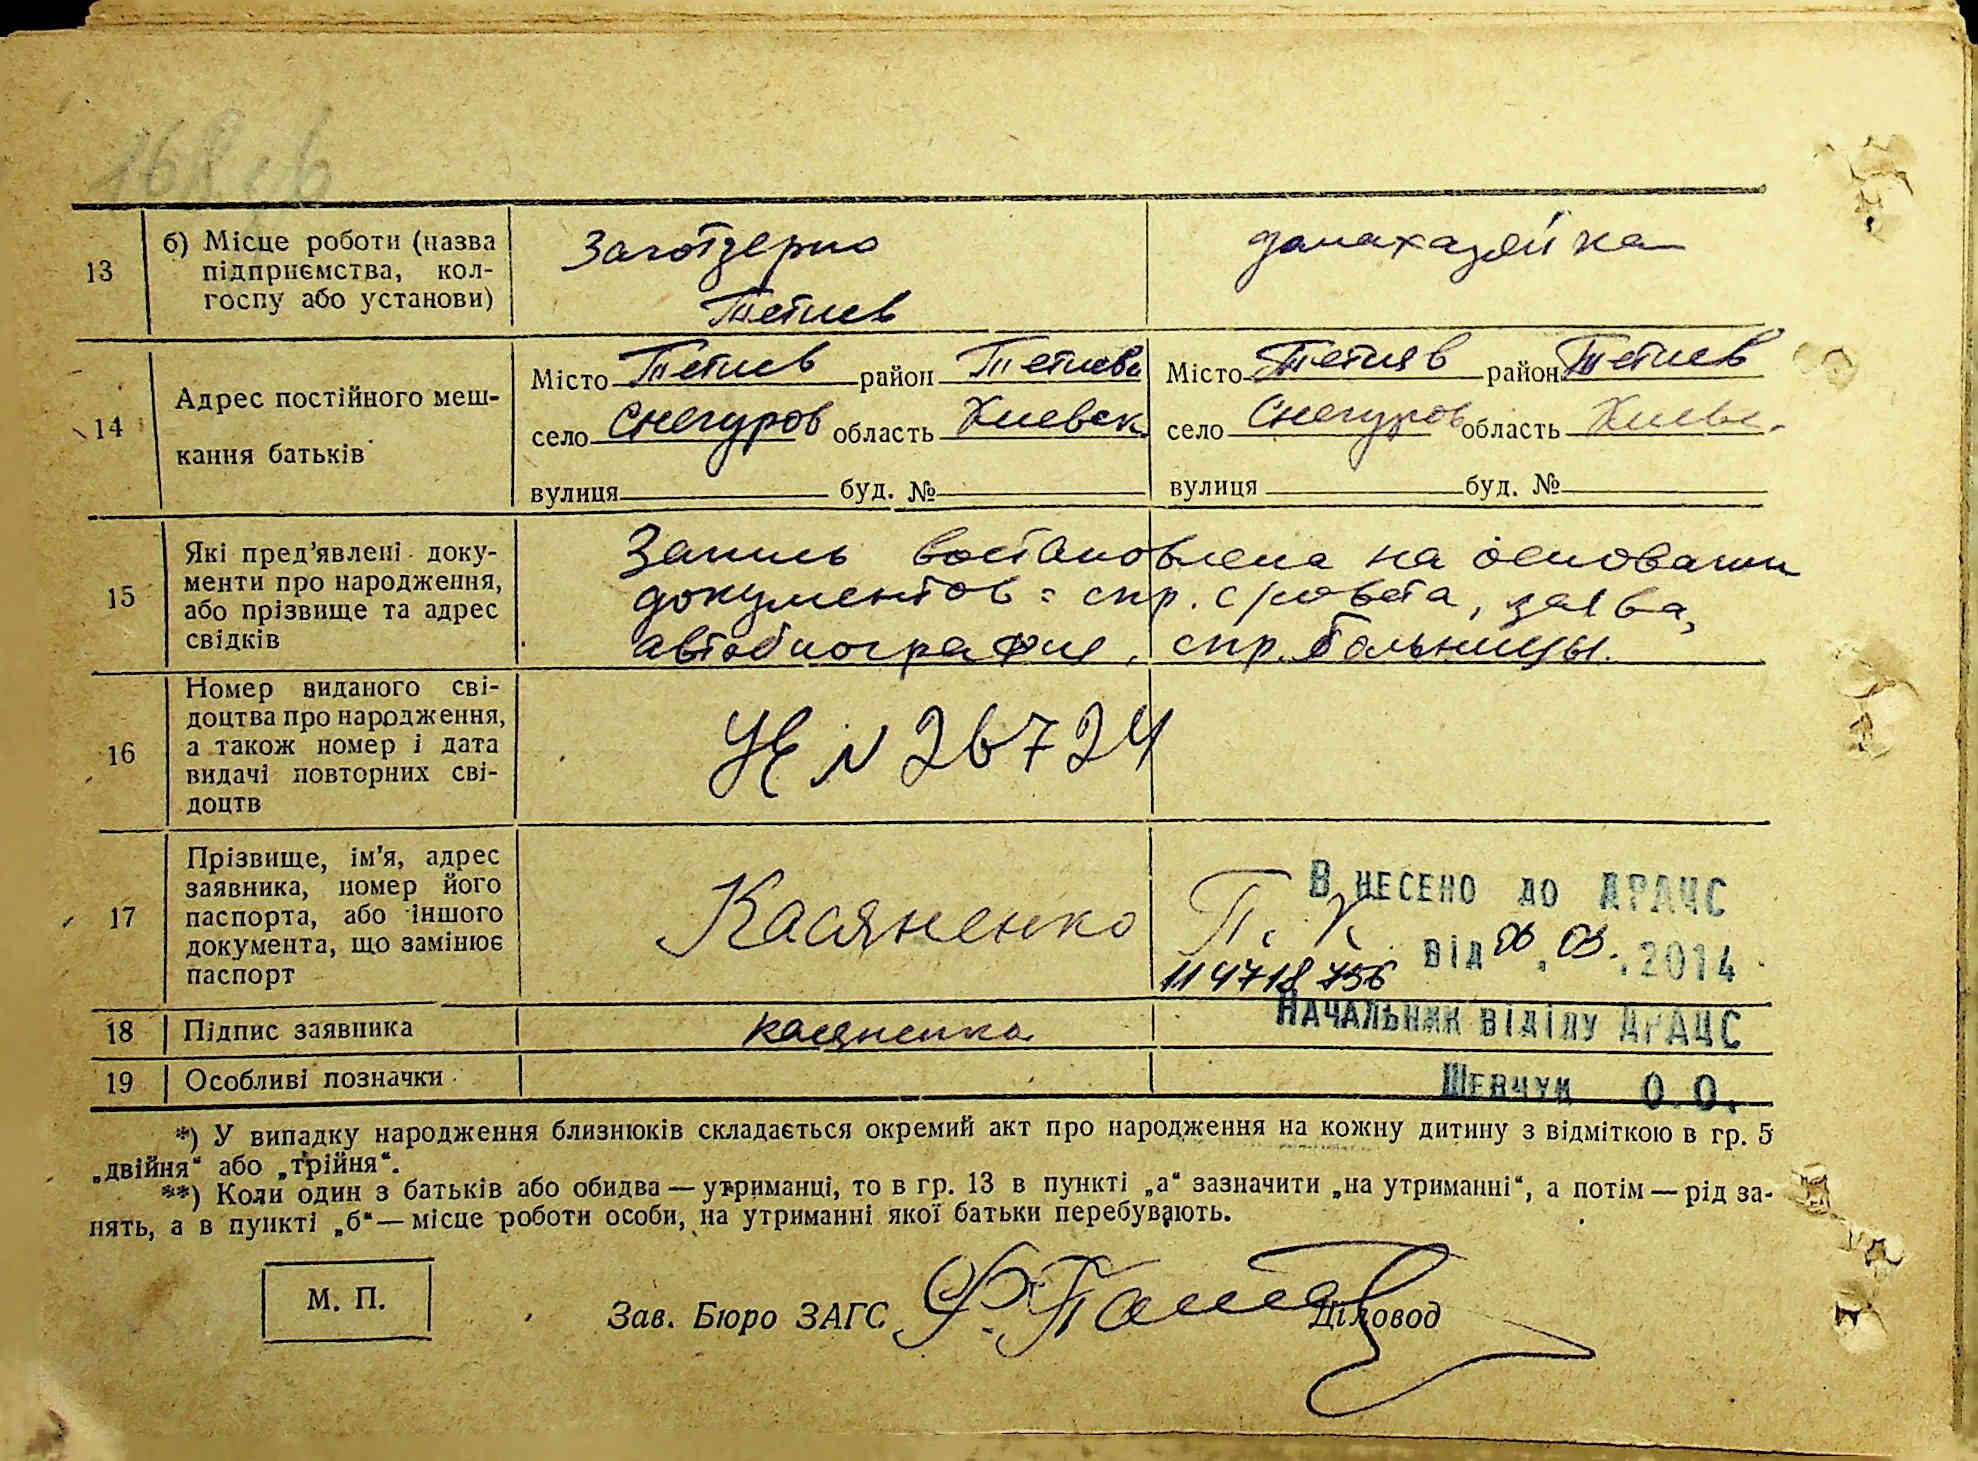 168 зв
13
б) Місце роботи (назва
підприємства, кол-
госпу або установи)
Заготзерно
Тетиев
домахазяйка
14
Адрес постійного меш-
кання батьків
Місто Тетиев район Тетиевс
село Снегуров область Киевск.
вулиця буд. №
Місто Тетияв район Тетиев
село Снегуров область Киевс.
вулиця буд. №
15
Які пред'явлені доку-
менти про народження,
або прізвище та адрес
свідків
Запись востановлена на основании
документов: спр. с/совета, заява,
автобиография, спр. больницы.
16
Номер виданого сві-
доцтва про народження,
а також номер і дата
видачі повторних сві-
доцтв
N 26724
17
Прізвище, ім'я, адрес
заявника, номер його
паспорта, або іншого
документа, що замінює
паспорт
Касяненко П. К.
114718756
ВНЕСЕНО ДО ДРАЦС
ВІД 06.03.2014
НАЧАЛЬНИК ВІДІЛУ ДРАЦС
ШЕВЧУК О.О.
18
Підпис заявника
Касяненко
19
Особливі позначки
*) У випадку народження близнюків складається окремий акт про народження на кожну дитину з відміткою в гр. 5
„двійня“ або „трійня“.
**) Коли один з батьків або обидва — утриманці, то в гр. 13 в пункті „а“ зазначити „на утриманні“, а потім — рід за-
нять, а в пункті „б“ — місце роботи особи, на утриманні якої батьки перебувають.
М. П.
Зав. Бюро ЗАГС
Діловод